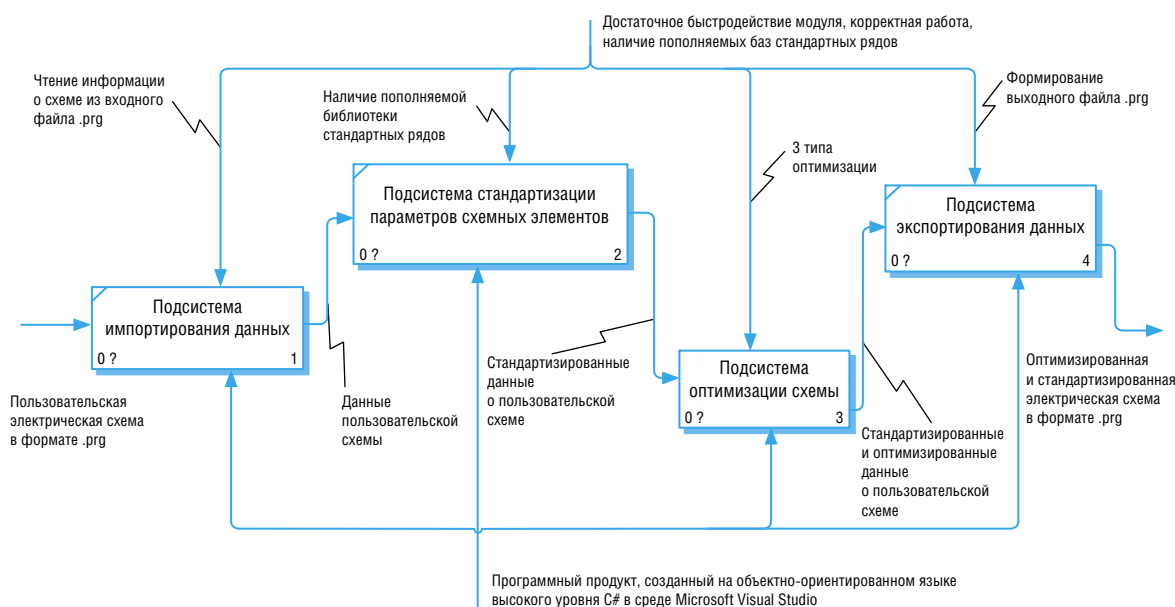 Достаточное быстродействие модуля, корректная работа,
наличие пополняемых баз стандартных рядов
Чтение информации
о схеме из входного
файла .prg
Наличие пополняемой
библиотеки
стандартных рядов
3 типа
оптимизации
Формирование
выходного файла .prg
Подсистема стандартизации
параметров схемных элементов
0 ?
2
Подсистема
экспортирования данных
0 ?
4
Подсистема
импортирования данных
0 ?
1
Подсистема
оптимизации схемы
0 ?
3
Пользовательская
электрическая схема
в формате .prg
Данные
пользовательской
схемы
Стандартизированные
данные
о пользовательской
схеме
Стандартизированные
и оптимизированные
данные
о пользовательской
схеме
Оптимизированная
и стандартизированная
электрическая схема
в формате .prg
Программный продукт, созданный на объектно-ориентированном языке
высокого уровня C# в среде Microsoft Visual Studio